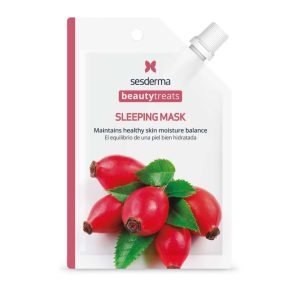 sesderma
beautytreats
SLEEPING MASK
Maintains healthy skin moisture balance
El equilibrio de una piel bien hidratada